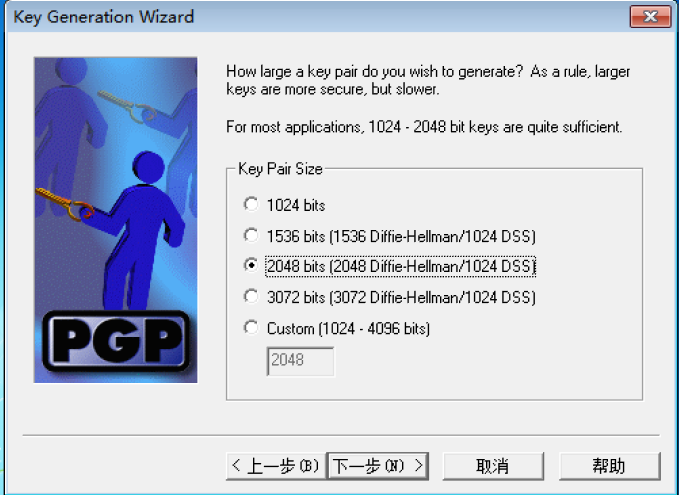 Key Generation Wizard
How large a key pair do you wish to generate?  As a rule, larger
keys are more secure, but slower.
For most applications, 1024 - 2048 bit keys are quite sufficient.
Key Pair Size
1024 bits
1536 bits (1536 Diffie-Hellman/1024 DSS)
2048 bits (2048 Diffie-Hellman/1024 DSS)
3072 bits (3072 Diffie-Hellman/1024 DSS)
Custom (1024 - 4096 bits)
2048
PGP
< 上一步(B) 下一步(N) > 取消 帮助